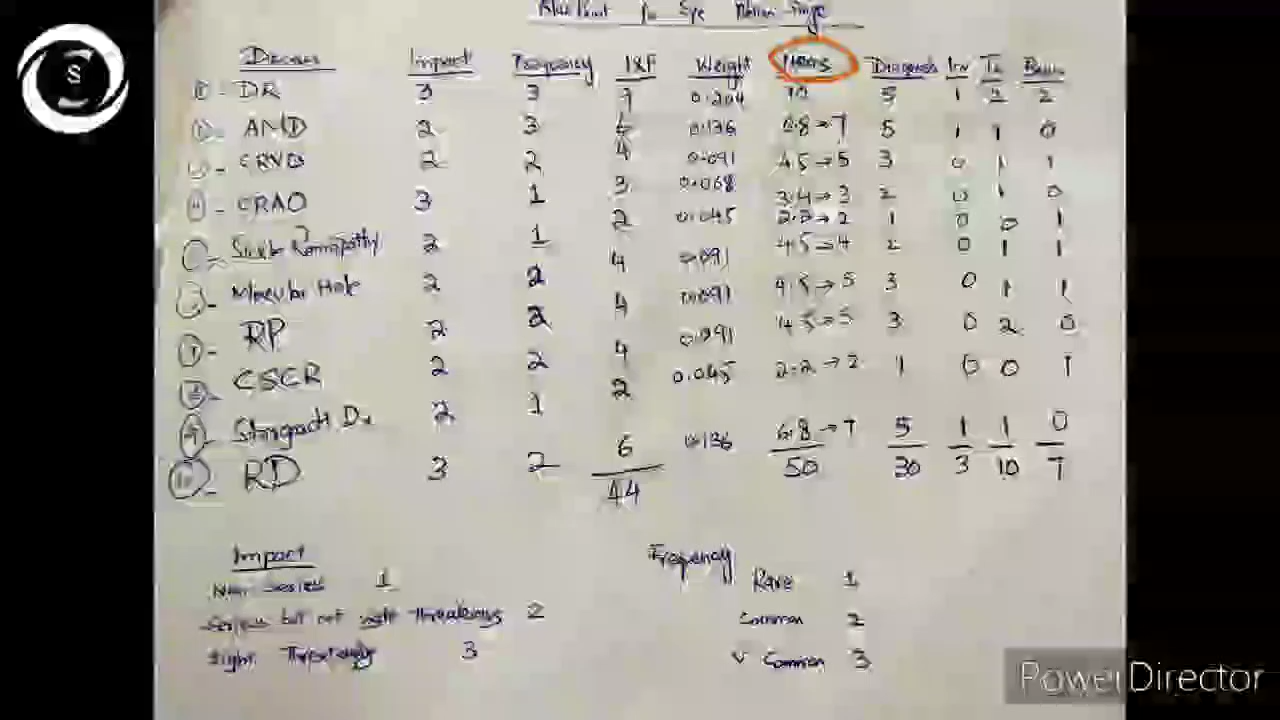 Disease Impact Frequency IXF Weight Items Diagnosis Inv Tx Basic
DR 3 3 9 0.204 10 5 1 2 2
AMD 2 3 6 0.136 6.8→7 5 1 1 0
CRVO 2 2 4 0.091 4.5→5 3 0 1 1
CRAO 3 1 3 0.068 3.4→3 2 0 1 0
2 1 2 0.045 2.2→2 1 0 0 1
Macular Hole 2 2 4 0.091 4.5→4 2 0 1 1
RP 2 2 4 0.091 4.5→5 3 0 1 1
CSCR 2 2 4 0.091 4.5→5 3 0 2 0
Stargardt Dx 2 1 2 0.045 2.2→2 1 0 0 1
RD 3 2 6 0.136 6.8→7 5 1 1 0
44 50 30 3 10 7
Impact
1
Serious but not sight threatening 2
Sight Threatening 3
Frequency
Rare 1
Common 2
V Common 3
S
PowerDirector